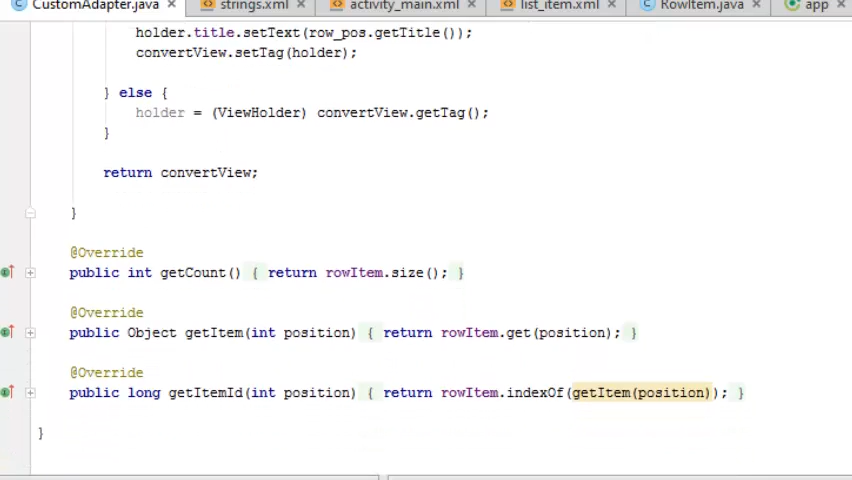 CustomAdapter.java strings.xml activity_main.xml list_item.xml RowItem.java app
holder.title.setText(row_pos.getTitle());
convertView.setTag(holder);
} else {
holder = (ViewHolder) convertView.getTag();
}
return convertView;
}
@Override
public int getCount() { return rowItem.size(); }
@Override
public Object getItem(int position) { return rowItem.get(position); }
@Override
public long getItemId(int position) { return rowItem.indexOf(getItem(position)); }
}